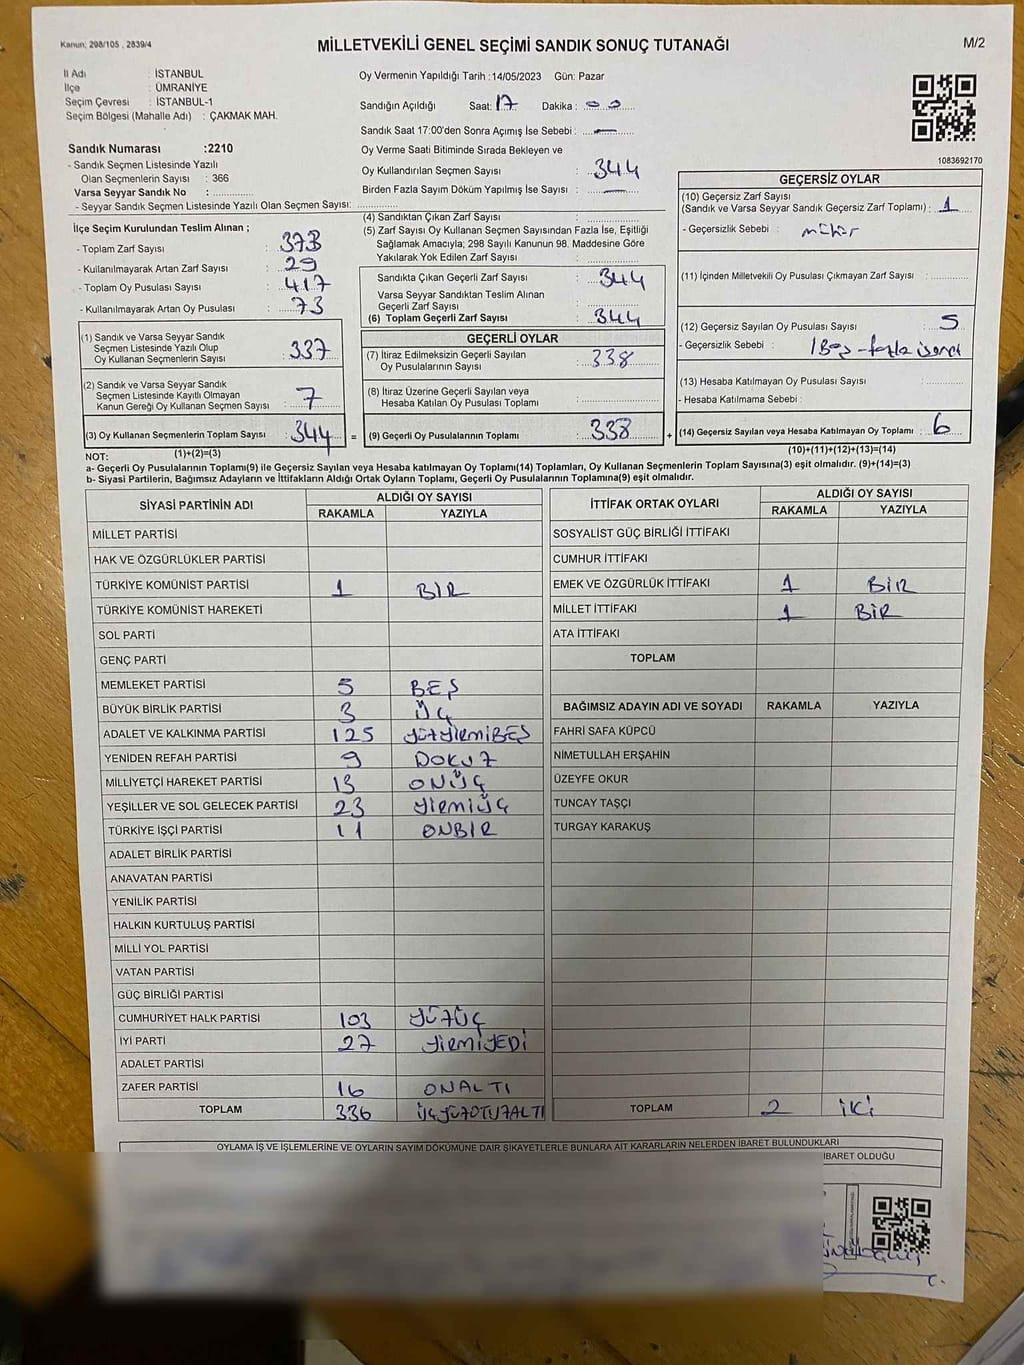 Kanun: 298/105 , 2839/4
MİLLETVEKİLİ GENEL SEÇİMİ SANDIK SONUÇ TUTANAĞI
M/2
İl Adı : İSTANBUL
İlçe : ÜMRANİYE
Seçim Çevresi : İSTANBUL-1
Seçim Bölgesi (Mahalle Adı) : ÇAKMAK MAH.
Oy Vermenin Yapıldığı Tarih :14/05/2023 Gün: Pazar
Sandığın Açıldığı Saat: 17 Dakika : 00
Sandık Saat 17:00'den Sonra Açımış İse Sebebi : —
Sandık Numarası :2210
- Sandık Seçmen Listesinde Yazılı
Olan Seçmenlerin Sayısı : 366
Varsa Seyyar Sandık No :
- Seyyar Sandık Seçmen Listesinde Yazılı Olan Seçmen Sayısı:
Oy Verme Saati Bitiminde Sırada Bekleyen ve
Oy Kullandırılan Seçmen Sayısı : 344
Birden Fazla Sayım Döküm Yapılmış İse Sayısı : —
1083692170
İlçe Seçim Kurulundan Teslim Alınan ;
- Toplam Zarf Sayısı : 373
- Kullanılmayarak Artan Zarf Sayısı : 29
- Toplam Oy Pusulası Sayısı : 417
- Kullanılmayarak Artan Oy Pusulası : 73
(4) Sandıktan Çıkan Zarf Sayısı :
(5) Zarf Sayısı Oy Kullanan Seçmen Sayısından Fazla İse, Eşitliği
Sağlamak Amacıyla; 298 Sayılı Kanunun 98. Maddesine Göre
Yakılarak Yok Edilen Zarf Sayısı :
Sandıkta Çıkan Geçerli Zarf Sayısı : 344
Varsa Seyyar Sandıktan Teslim Alınan
Geçerli Zarf Sayısı :
(6) Toplam Geçerli Zarf Sayısı : 344
GEÇERSİZ OYLAR
(10) Geçersiz Zarf Sayısı
(Sandık ve Varsa Seyyar Sandık Geçersiz Zarf Toplamı) : 1
- Geçersizlik Sebebi : mühür
(11) İçinden Milletvekili Oy Pusulası Çıkmayan Zarf Sayısı :
(12) Geçersiz Sayılan Oy Pusulası Sayısı : 5
- Geçersizlik Sebebi : 1 Boş - fazla işaret
(13) Hesaba Katılmayan Oy Pusulası Sayısı :
- Hesaba Katılmama Sebebi :
(14) Geçersiz Sayılan veya Hesaba Katılmayan Oy Toplamı : 6
(1) Sandık ve Varsa Seyyar Sandık
Seçmen Listesinde Yazılı Olup
Oy Kullanan Seçmenlerin Sayısı : 337
(2) Sandık ve Varsa Seyyar Sandık
Seçmen Listesinde Kayıtlı Olmayan
Kanun Gereği Oy Kullanan Seçmen Sayısı : 7
(3) Oy Kullanan Seçmenlerin Toplam Sayısı : 344 =
GEÇERLİ OYLAR
(7) İtiraz Edilmeksizin Geçerli Sayılan
Oy Pusulalarının Sayısı : 338
(8) İtiraz Üzerine Geçerli Sayılan veya
Hesaba Katılan Oy Pusulası Toplamı :
(9) Geçerli Oy Pusulalarının Toplamı : 338 +
NOT: (1)+(2)=(3) (10)+(11)+(12)+(13)=(14)
a- Geçerli Oy Pusulalarının Toplamı(9) ile Geçersiz Sayılan veya Hesaba katılmayan Oy Toplamı(14) Toplamları, Oy Kullanan Seçmenlerin Toplam Sayısına(3) eşit olmalıdır. (9)+(14)=(3)
b- Siyasi Partilerin, Bağımsız Adayların ve İttifakların Aldığı Ortak Oyların Toplamı, Geçerli Oy Pusulalarının Toplamına(9) eşit olmalıdır.
SİYASİ PARTİNİN ADI ALDIĞI OY SAYISI
RAKAMLA YAZIYLA
MİLLET PARTİSİ
HAK VE ÖZGÜRLÜKLER PARTİSİ
TÜRKİYE KOMÜNİST PARTİSİ 1 BİR
TÜRKİYE KOMÜNİST HAREKETİ
SOL PARTİ
GENÇ PARTİ
MEMLEKET PARTİSİ 5 BEŞ
BÜYÜK BİRLİK PARTİSİ 3 ÜÇ
ADALET VE KALKINMA PARTİSİ 125 YÜZYİRMİBEŞ
YENİDEN REFAH PARTİSİ 9 DOKUZ
MİLLİYETÇİ HAREKET PARTİSİ 13 ONÜÇ
YEŞİLLER VE SOL GELECEK PARTİSİ 23 YİRMİÜÇ
TÜRKİYE İŞÇİ PARTİSİ 11 ONBİR
ADALET BİRLİK PARTİSİ
ANAVATAN PARTİSİ
YENİLİK PARTİSİ
HALKIN KURTULUŞ PARTİSİ
MİLLİ YOL PARTİSİ
VATAN PARTİSİ
GÜÇ BİRLİĞİ PARTİSİ
CUMHURİYET HALK PARTİSİ 103 YÜZÜÇ
İYİ PARTİ 27 YİRMİYEDİ
ADALET PARTİSİ
ZAFER PARTİSİ 16 ONALTI
TOPLAM 336 ÜÇYÜZOTUZALTI
İTTİFAK ORTAK OYLARI ALDIĞI OY SAYISI
RAKAMLA YAZIYLA
SOSYALİST GÜÇ BİRLİĞİ İTTİFAKI
CUMHUR İTTİFAKI
EMEK VE ÖZGÜRLÜK İTTİFAKI 1 BİR
MİLLET İTTİFAKI 1 BİR
ATA İTTİFAKI
TOPLAM
BAĞIMSIZ ADAYIN ADI VE SOYADI RAKAMLA YAZIYLA
FAHRİ SAFA KÜPCÜ
NİMETULLAH ERŞAHİN
ÜZEYFE OKUR
TUNCAY TAŞÇI
TURGAY KARAKUŞ
TOPLAM 2 İKİ
OYLAMA İŞ VE İŞLEMLERİNE VE OYLARIN SAYIM DÖKÜMÜNE DAİR ŞİKAYETLERLE BUNLARA AİT KARARLARIN NELERDEN İBARET BULUNDUKLARI
İBARET OLDUĞU